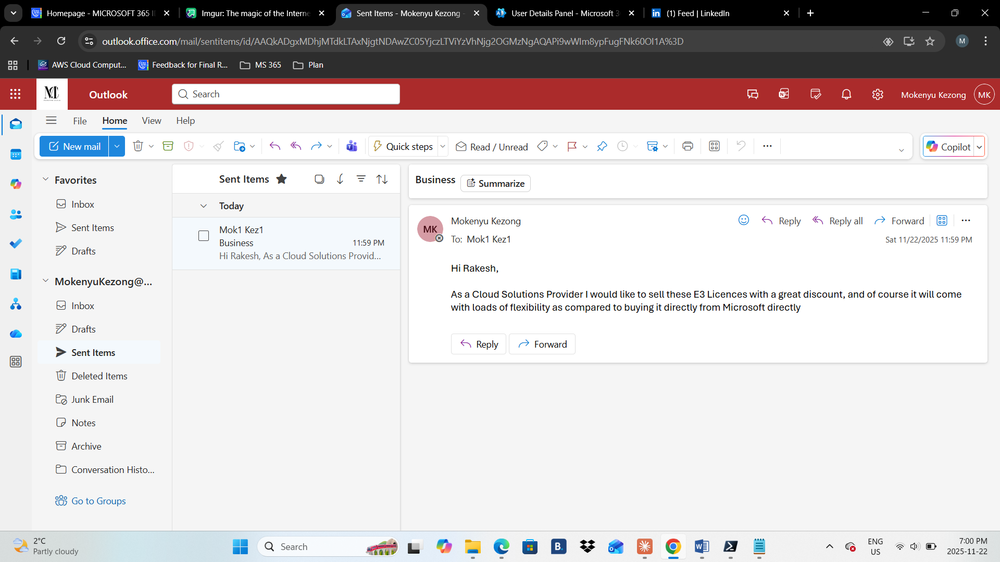 Homepage - MICROSOFT 365
Imgur: The magic of the Interne
Sent Items - Mokenyu Kezong -
User Details Panel - Microsoft 3
(1) Feed | LinkedIn
outlook.office.com/mail/sentitems/id/AAQkADgxMDhjMTdkLTAxNjgtNDAwZC05YjczLTViYzVhNjg2OGMzNgAQAPi9wWIm8ypFugFNk60OI1A%3D
M
AWS Cloud Comput...
Feedback for Final R...
MS 365
Plan
Outlook
Search
Mokenyu Kezong
MK
File
Home
View
Help
New mail
Quick steps
Read / Unread
Copilot
Favorites
Inbox
Sent Items
Drafts
MokenyuKezong@...
Inbox
Drafts
Sent Items
Deleted Items
Junk Email
Notes
Archive
Conversation Histo...
Go to Groups
Sent Items
Today
Mok1 Kez1
Business
11:59 PM
Hi Rakesh, As a Cloud Solutions Provid...
Business
Summarize
MK
Mokenyu Kezong
To: Mok1 Kez1
Reply
Reply all
Forward
Sat 11/22/2025 11:59 PM
Hi Rakesh,
As a Cloud Solutions Provider I would like to sell these E3 Licences with a great discount, and of course it will come
with loads of flexibility as compared to buying it directly from Microsoft directly
Reply
Forward
2°C
Partly cloudy
Search
ENG
US
7:00 PM
2025-11-22